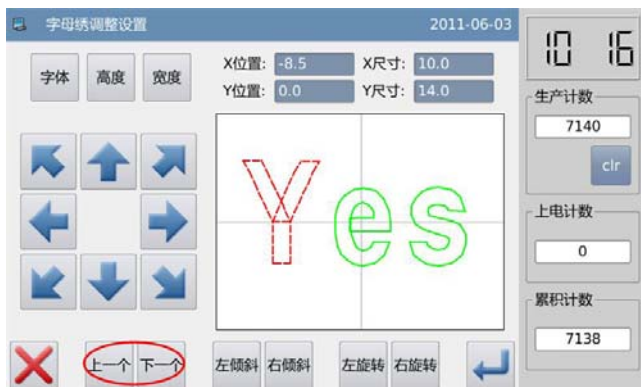 字母绣调整设置 2011-06-03
10 16
字体 高度 宽度
X位置: -8.5 X尺寸: 10.0
Y位置: 0.0 Y尺寸: 14.0
生产计数
7140
clr
Yes
上电计数
0
累积计数
7138
上一个 下一个 左倾斜 右倾斜 左旋转 右旋转